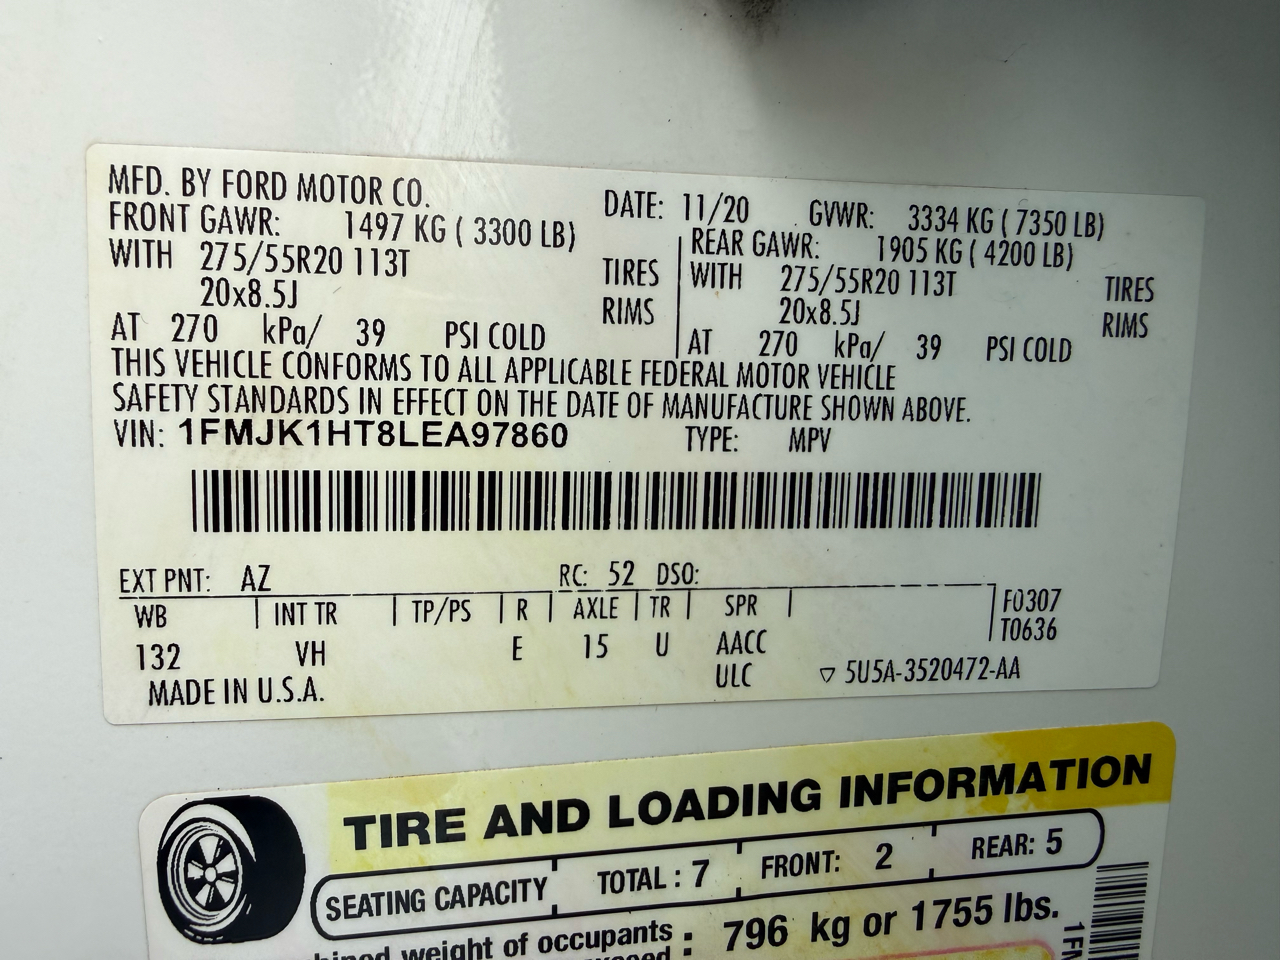 MFD. BY FORD MOTOR CO.
DATE: 11/20 GVWR: 3334 KG ( 7350 LB)
FRONT GAWR: 1497 KG ( 3300 LB)
REAR GAWR: 1905 KG ( 4200 LB)
WITH 275/55R20 113T TIRES
WITH 275/55R20 113T TIRES
20x8.5J RIMS
20x8.5J RIMS
AT 270 kPa/ 39 PSI COLD
AT 270 kPa/ 39 PSI COLD
THIS VEHICLE CONFORMS TO ALL APPLICABLE FEDERAL MOTOR VEHICLE
SAFETY STANDARDS IN EFFECT ON THE DATE OF MANUFACTURE SHOWN ABOVE.
VIN: 1FMJK1HT8LEA97860 TYPE: MPV
EXT PNT: AZ RC: 52 DSO:
WB INT TR TP/PS R AXLE TR SPR F0307
T0636
132 VH E 15 U AACC
MADE IN U.S.A. ULC ▽ 5U5A-3520472-AA
TIRE AND LOADING INFORMATION
SEATING CAPACITY TOTAL : 7 FRONT: 2 REAR: 5
weight of occupants : 796 kg or 1755 lbs.